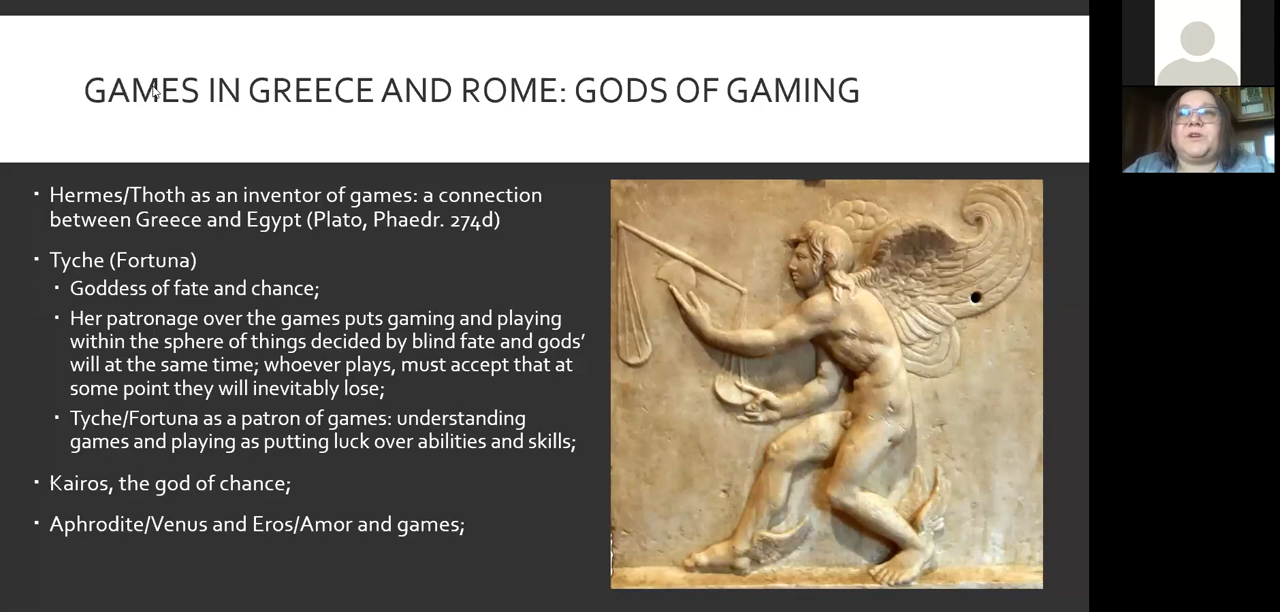 GAMES IN GREECE AND ROME: GODS OF GAMING
▪ Hermes/Thoth as an inventor of games: a connection
between Greece and Egypt (Plato, Phaedr. 274d)
▪ Tyche (Fortuna)
▪ Goddess of fate and chance;
▪ Her patronage over the games puts gaming and playing
within the sphere of things decided by blind fate and gods'
will at the same time; whoever plays, must accept that at
some point they will inevitably lose;
▪ Tyche/Fortuna as a patron of games: understanding
games and playing as putting luck over abilities and skills;
▪ Kairos, the god of chance;
▪ Aphrodite/Venus and Eros/Amor and games;